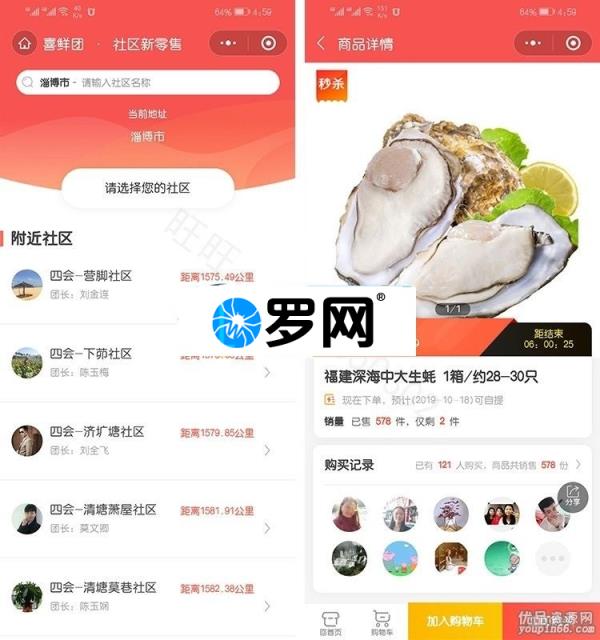 4:59
喜鲜团 · 社区新零售
淄博市 - 请输入社区名称
当前地址
淄博市
请选择您的社区
附近社区
四会-营脚社区
距离1575.49公里
团长：刘金连
四会-下茆社区
团长：陈玉梅
四会-济圹塘社区
距离1579.85公里
团长：刘全飞
四会-清塘萧屋社区
距离1581.91公里
团长：莫文卿
四会-清塘莫巷社区
距离1582.38公里
团长：陈玉娴
罗网®
旺旺
4:59
商品详情
秒杀
1/1
距结束
06：00：25
福建深海中大生蚝 1箱/约28-30只
现在下单，预计(2019-10-18)可自提
销量 已售 578 件，仅剩 2 件
购买记录
已有 121 人购买，商品共销售 578 份
分享
回首页
购物车
加入购物车
优品资源网
youpin66.com